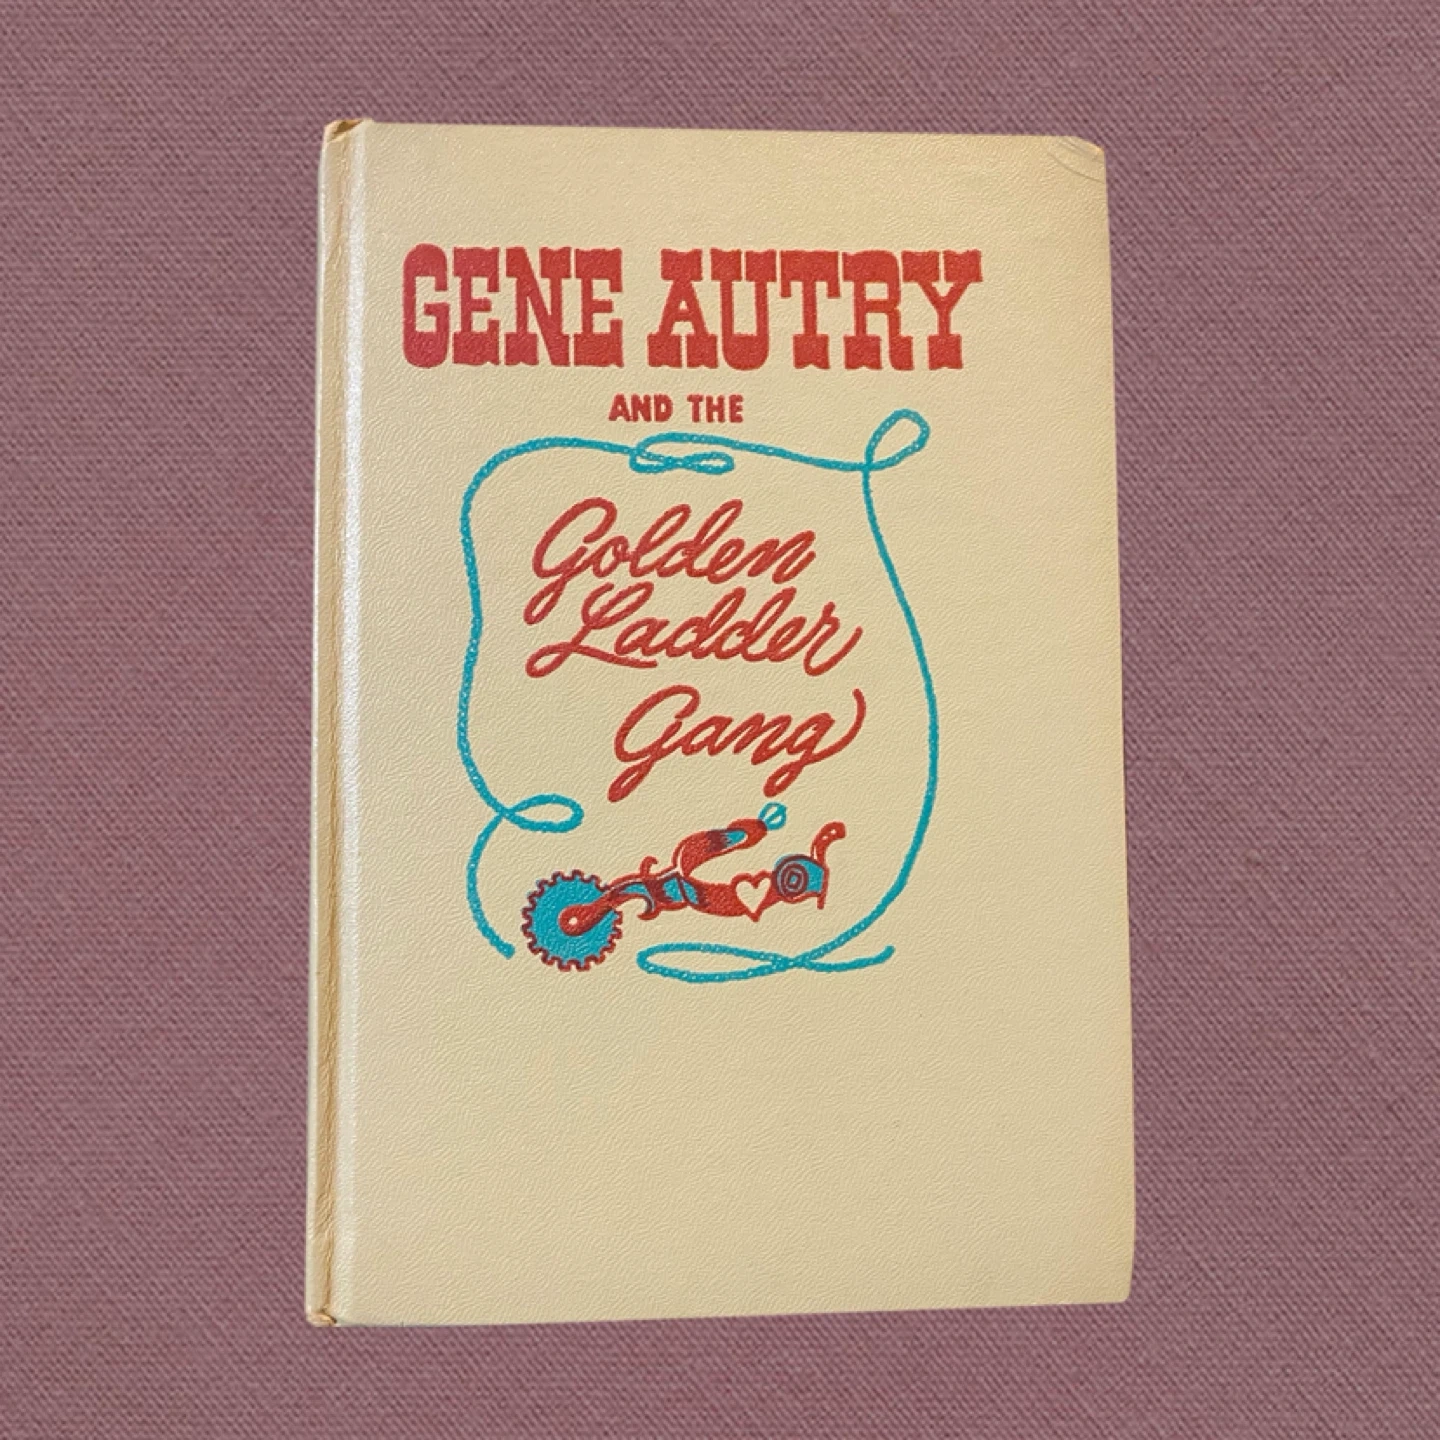 GENE AUTRY
AND THE
Golden
Ladder
Gang